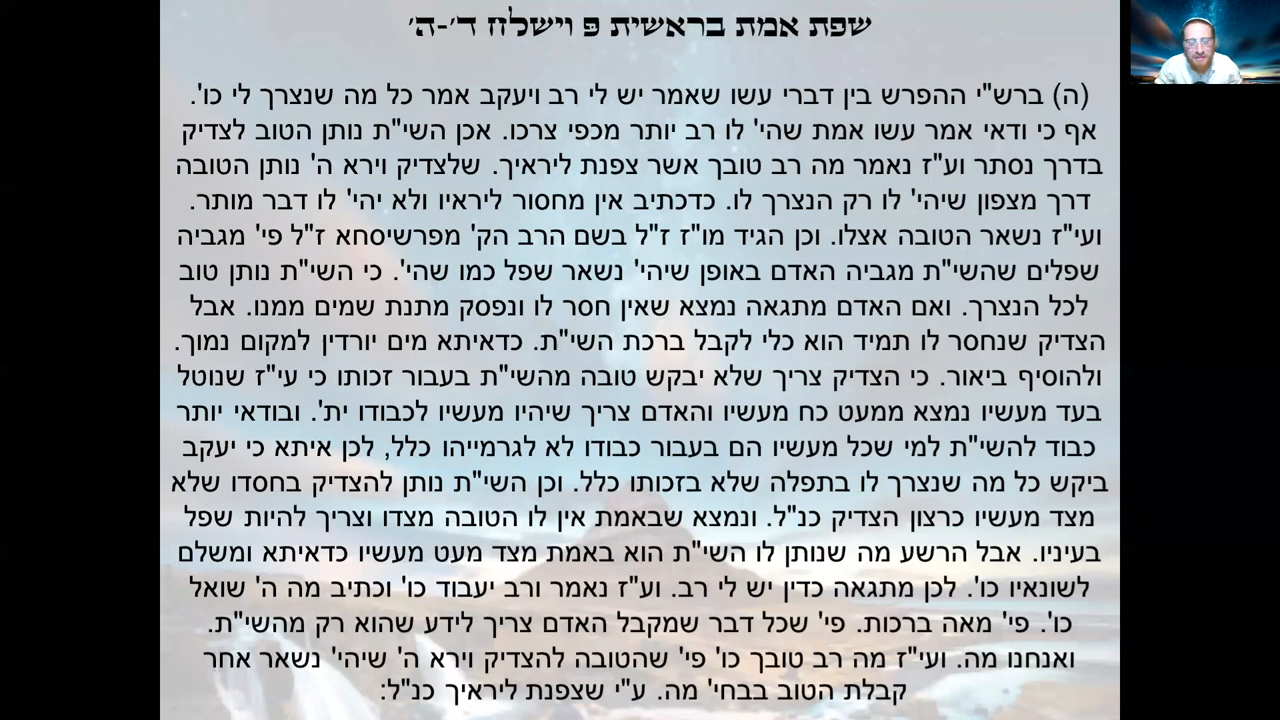 שפת אמת בראשית פ וישלח ד׳-ה׳
(ה) ברש"י ההפרש בין דברי עשו שאמר יש לי רב ויעקב אמר כל מה שנצרך לי כו'.
אף כי ודאי אמר עשו אמת שהי' לו רב יותר מכפי צרכו. אכן השי"ת נותן הטוב לצדיק
בדרך נסתר וע"ז נאמר מה רב טובך אשר צפנת ליראיך. שלצדיק וירא ה' נותן הטובה
דרך מצפון שיהי' לו רק הנצרך לו. כדכתיב אין מחסור ליראיו ולא יהי' לו דבר מותר.
ועי"ז נשאר הטובה אצלו. וכן הגיד מו"ז ז"ל בשם הרב הק' מפרשיסחא ז"ל פי' מגביה
שפלים שהשי"ת מגביה האדם באופן שיהי' נשאר שפל כמו שהי'. כי השי"ת נותן טוב
לכל הנצרך. ואם האדם מתגאה נמצא שאין חסר לו ונפסק מתנת שמים ממנו. אבל
הצדיק שנחסר לו תמיד הוא כלי לקבל ברכת השי"ת. כדאיתא מים יורדין למקום נמוך.
ולהוסיף ביאור. כי הצדיק צריך שלא יבקש טובה מהשי"ת בעבור זכותו כי עי"ז שנוטל
בעד מעשיו נמצא ממעט כח מעשיו והאדם צריך שיהיו מעשיו לכבודו ית'. ובודאי יותר
כבוד להשי"ת למי שכל מעשיו הם בעבור כבודו לא לגרמייהו כלל, לכן איתא כי יעקב
ביקש כל מה שנצרך לו בתפלה שלא בזכותו כלל. וכן השי"ת נותן להצדיק בחסדו שלא
מצד מעשיו כרצון הצדיק כנ"ל. ונמצא שבאמת אין לו הטובה מצדו וצריך להיות שפל
בעיניו. אבל הרשע מה שנותן לו השי"ת הוא באמת מצד מעט מעשיו כדאיתא ומשלם
לשונאיו כו'. לכן מתגאה כדין יש לי רב. וע"ז נאמר ורב יעבוד כו' וכתיב מה ה' שואל
כו'. פי' מאה ברכות. פי' שכל דבר שמקבל האדם צריך לידע שהוא רק מהשי"ת.
ואנחנו מה. ועי"ז מה רב טובך כו' פי' שהטובה להצדיק וירא ה' שיהי' נשאר אחר
קבלת הטוב בבחי' מה. ע"י שצפנת ליראיך כנ"ל: